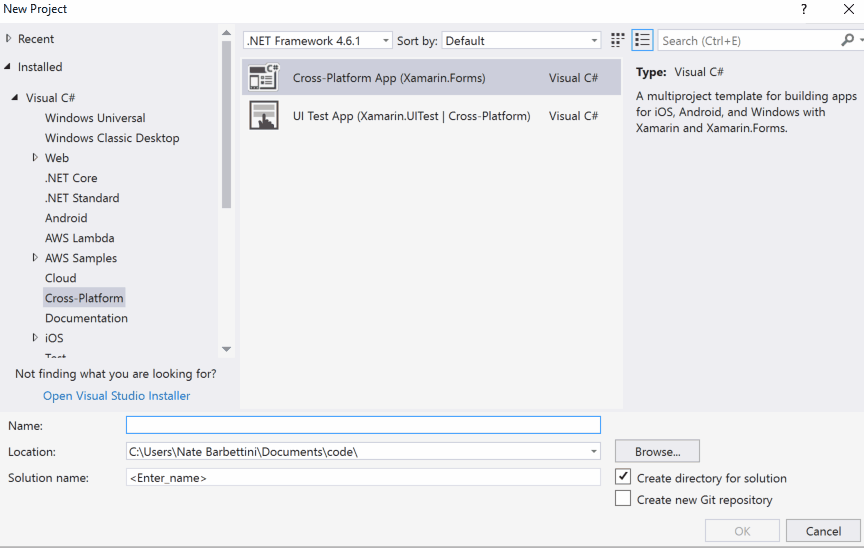 New Project
?
Recent
Installed
Visual C#
Windows Universal
Windows Classic Desktop
Web
.NET Core
.NET Standard
Android
AWS Lambda
AWS Samples
Cloud
Cross-Platform
Documentation
iOS
Test
Not finding what you are looking for?
Open Visual Studio Installer
.NET Framework 4.6.1
Sort by: Default
Search (Ctrl+E)
C#
Cross-Platform App (Xamarin.Forms) Visual C#
UI Test App (Xamarin.UITest | Cross-Platform) Visual C#
Type: Visual C#
A multiproject template for building apps
for iOS, Android, and Windows with
Xamarin and Xamarin.Forms.
Name:
Location: C:\Users\Nate Barbettini\Documents\code\
Browse...
Solution name: <Enter_name>
Create directory for solution
Create new Git repository
OK
Cancel